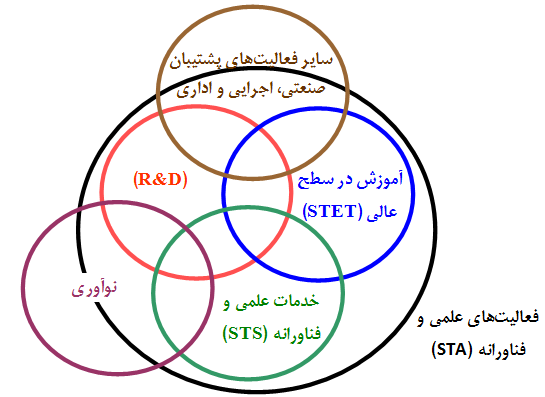 سایر فعالیت‌های پشتیبان
صنعتی، اجرایی و اداری
(R&D)
آموزش در سطح
عالی (STET)
نوآوری
خدمات علمی و
فناورانه (STS)
فعالیت‌های علمی و
فناورانه (STA)